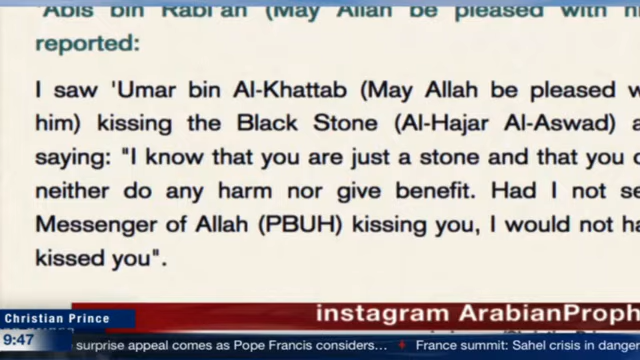 'Abis bin Rabi'ah (May Allah be pleased with
reported:
I saw 'Umar bin Al-Khattab (May Allah be pleased
him) kissing the Black Stone (Al-Hajar Al-Aswad)
saying: "I know that you are just a stone and that you
neither do any harm nor give benefit. Had I not
Messenger of Allah (PBUH) kissing you, I would not
kissed you".
Christian Prince
instagram ArabianProph
9:47
surprise appeal comes as Pope Francis considers... + France summit: Sahel crisis in danger